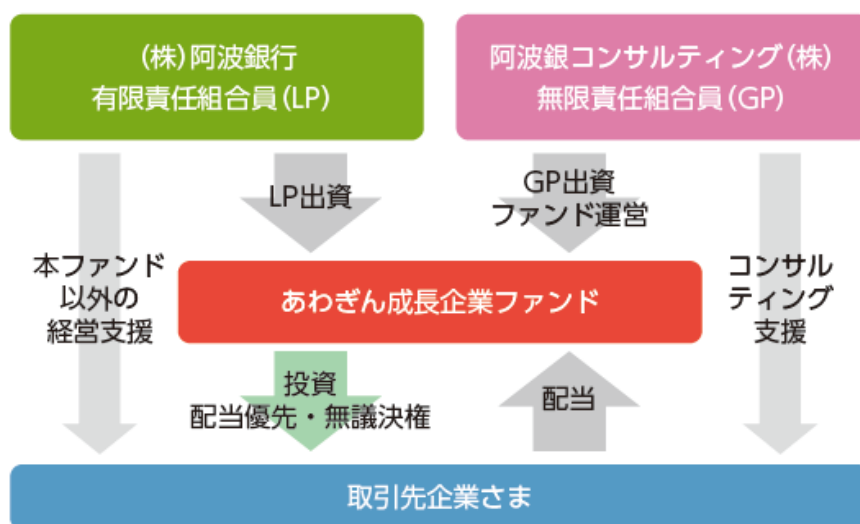 (株)阿波銀行
有限責任組合員(LP)
阿波銀コンサルティング(株)
無限責任組合員(GP)
LP出資
GP出資
ファンド運営
本ファンド
以外の
経営支援
あわぎん成長企業ファンド
コンサル
ティング
支援
投資
配当優先・無議決権
配当
取引先企業さま